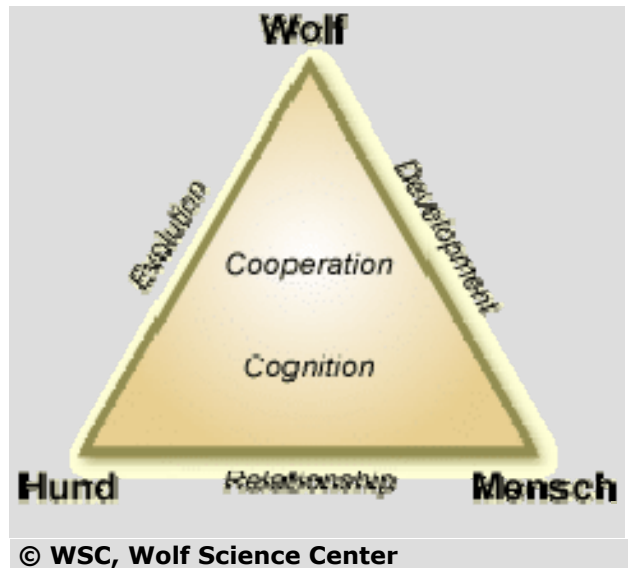 Wolf
Evolution
Development
Cooperation
Cognition
Hund
Relationship
Mensch
© WSC, Wolf Science Center